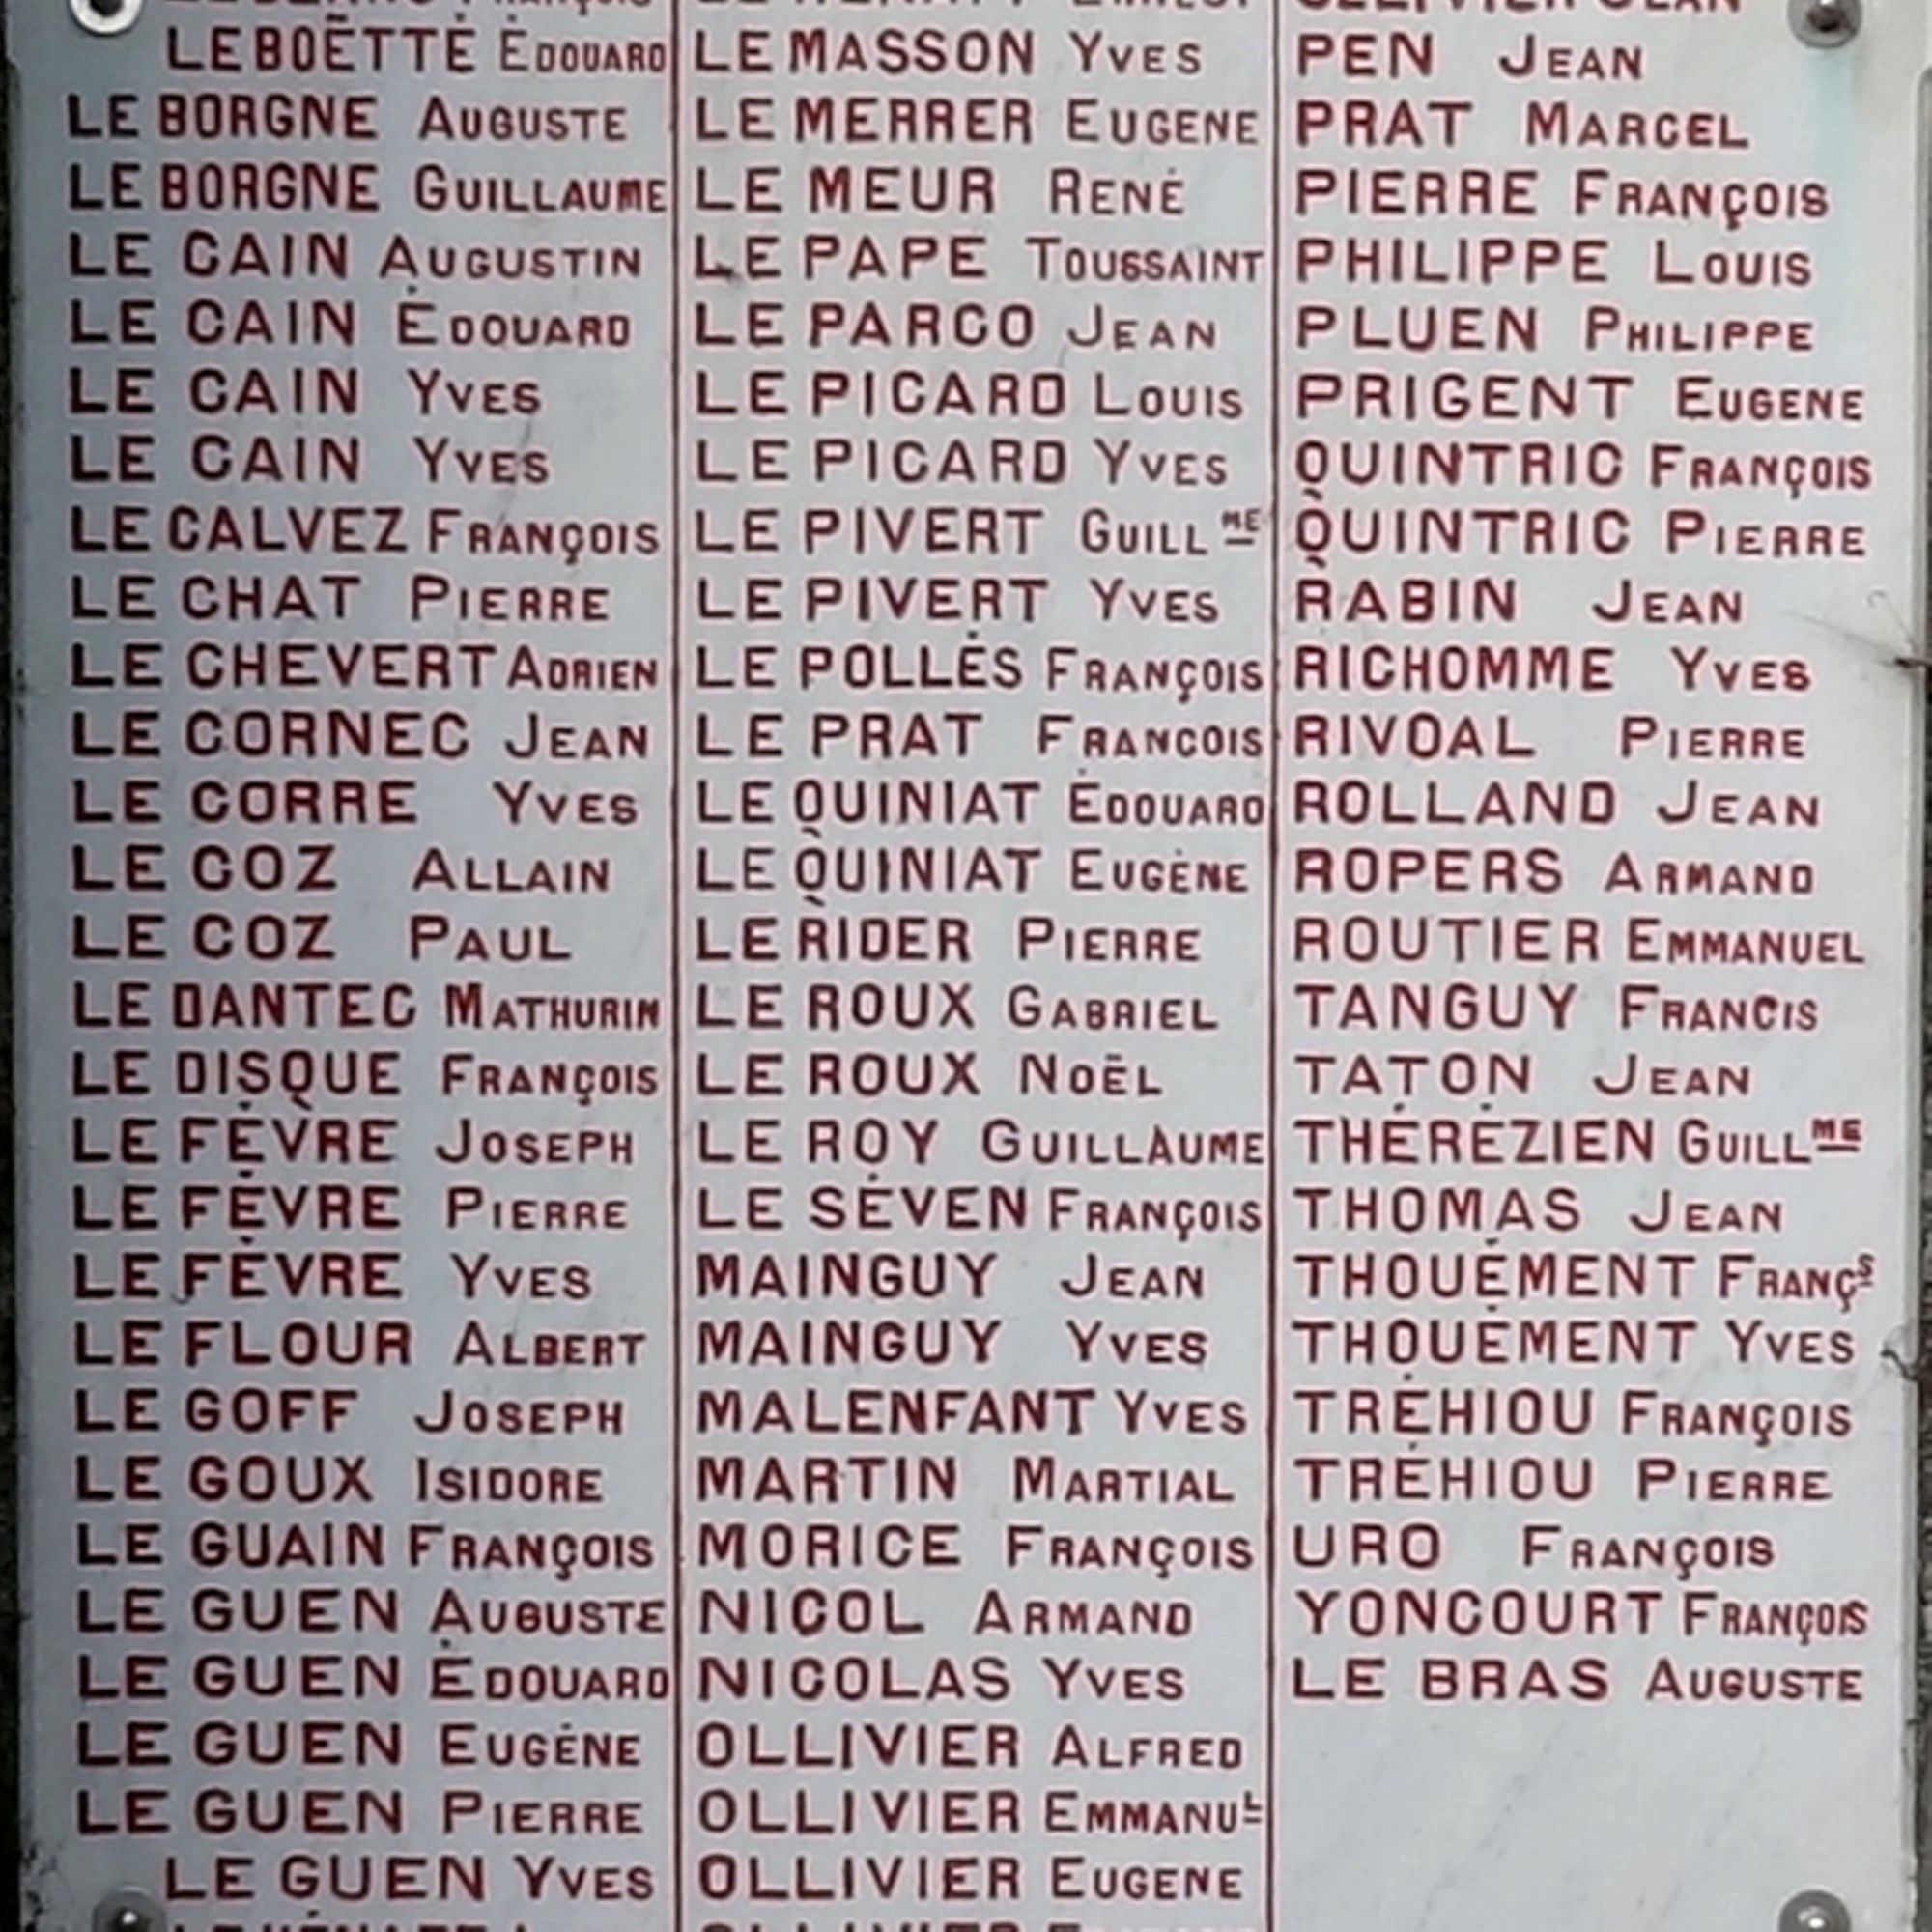 LE BOËTTÉ ÉDOUARD
LE BORGNE AUGUSTE
LE BORGNE GUILLAUME
LE CAIN AUGUSTIN
LE CAIN ÉDOUARD
LE CAIN YVES
LE CAIN YVES
LE CALVEZ FRANÇOIS
LE CHAT PIERRE
LE CHEVERT ADRIEN
LE CORNEC JEAN
LE CORRE YVES
LE COZ ALLAIN
LE COZ PAUL
LE DANTEC MATHURIN
LE DISQUE FRANÇOIS
LE FÈVRE JOSEPH
LE FÈVRE PIERRE
LE FÈVRE YVES
LE FLOUR ALBERT
LE GOFF JOSEPH
LE GOUX ISIDORE
LE GUAIN FRANÇOIS
LE GUEN AUGUSTE
LE GUEN ÉDOUARD
LE GUEN EUGÈNE
LE GUEN PIERRE
LE GUEN YVES
LE MASSON YVES
LE MERRER EUGENE
LE MEUR RENÉ
LE PAPE TOUSSAINT
LE PARCO JEAN
LE PICARD LOUIS
LE PICARD YVES
LE PIVERT GUILLME
LE PIVERT YVES
LE POLLÈS FRANÇOIS
LE PRAT FRANCOIS
LE QUINIAT ÉDOUARD
LE QUINIAT EUGÈNE
LE RIDER PIERRE
LE ROUX GABRIEL
LE ROUX NOËL
LE ROY GUILLAUME
LE SÉVEN FRANÇOIS
MAINGUY JEAN
MAINGUY YVES
MALENFANT YVES
MARTIN MARTIAL
MORICE FRANÇOIS
NICOL ARMAND
NICOLAS YVES
OLLIVIER ALFRED
OLLIVIER EMMANUL
OLLIVIER EUGENE
OLLIVIER JEAN
PEN JEAN
PRAT MARCEL
PIERRE FRANÇOIS
PHILIPPE LOUIS
PLUEN PHILIPPE
PRIGENT EUGENE
QUINTRIC FRANÇOIS
QUINTRIC PIERRE
RABIN JEAN
RICHOMME YVES
RIVOAL PIERRE
ROLLAND JEAN
ROPERS ARMAND
ROUTIER EMMANUEL
TANGUY FRANCIS
TATON JEAN
THÉRÉZIEN GUILLME
THOMAS JEAN
THOUÉMENT FRANÇS
THOUÉMENT YVES
TRÉHIOU FRANÇOIS
TRÉHIOU PIERRE
URO FRANÇOIS
YONCOURT FRANÇOIS
LE BRAS AUGUSTE